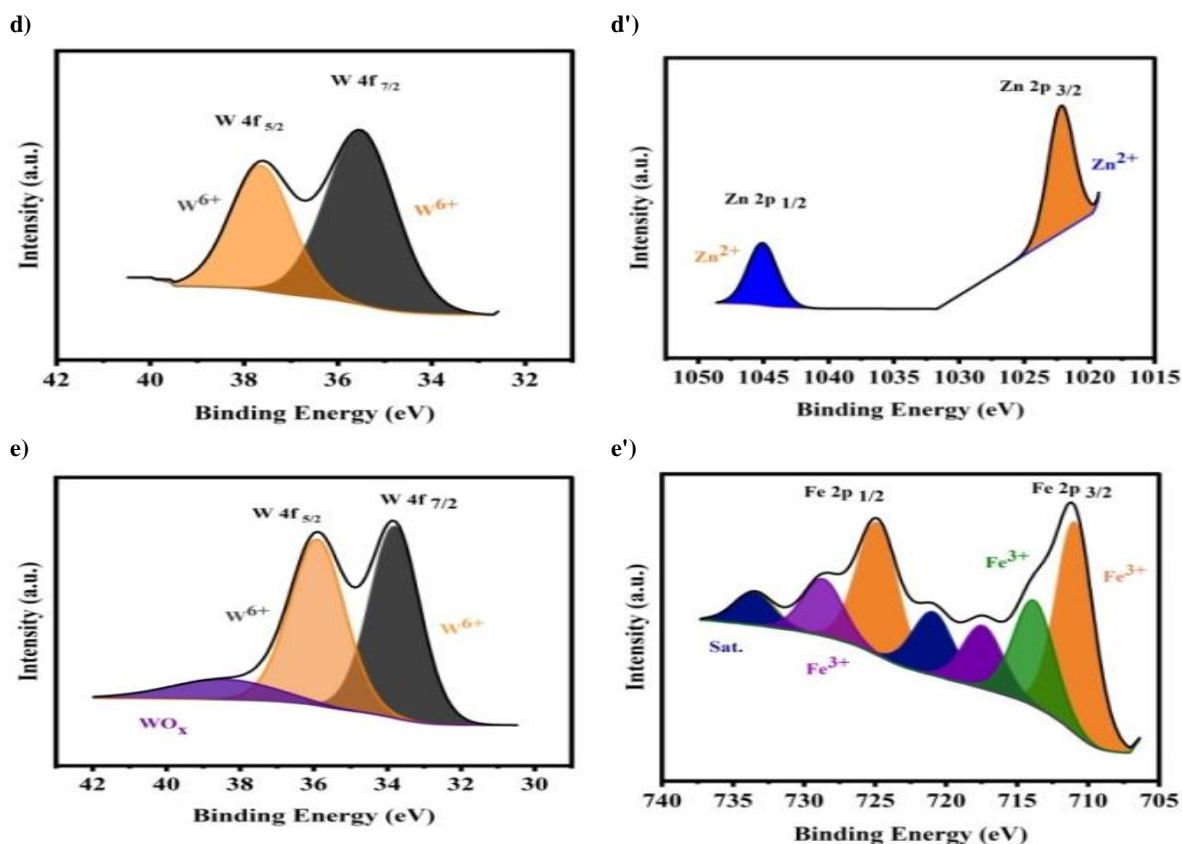 d)
W 4f 7/2
W 4f 5/2
W6+
W6+
Intensity (a.u.)
42 40 38 36 34 32
Binding Energy (eV)
d')
Zn 2p 3/2
Zn2+
Zn 2p 1/2
Zn2+
Intensity (a.u.)
1050 1045 1040 1035 1030 1025 1020 1015
Binding Energy (eV)
e)
W 4f 5/2
W 4f 7/2
W6+
W6+
WOx
Intensity (a.u.)
42 40 38 36 34 32 30
Binding Energy (eV)
e')
Fe 2p 1/2
Fe 2p 3/2
Fe3+
Fe3+
Sat.
Fe3+
Intensity (a.u.)
740 735 730 725 720 715 710 705
Binding Energy (eV)